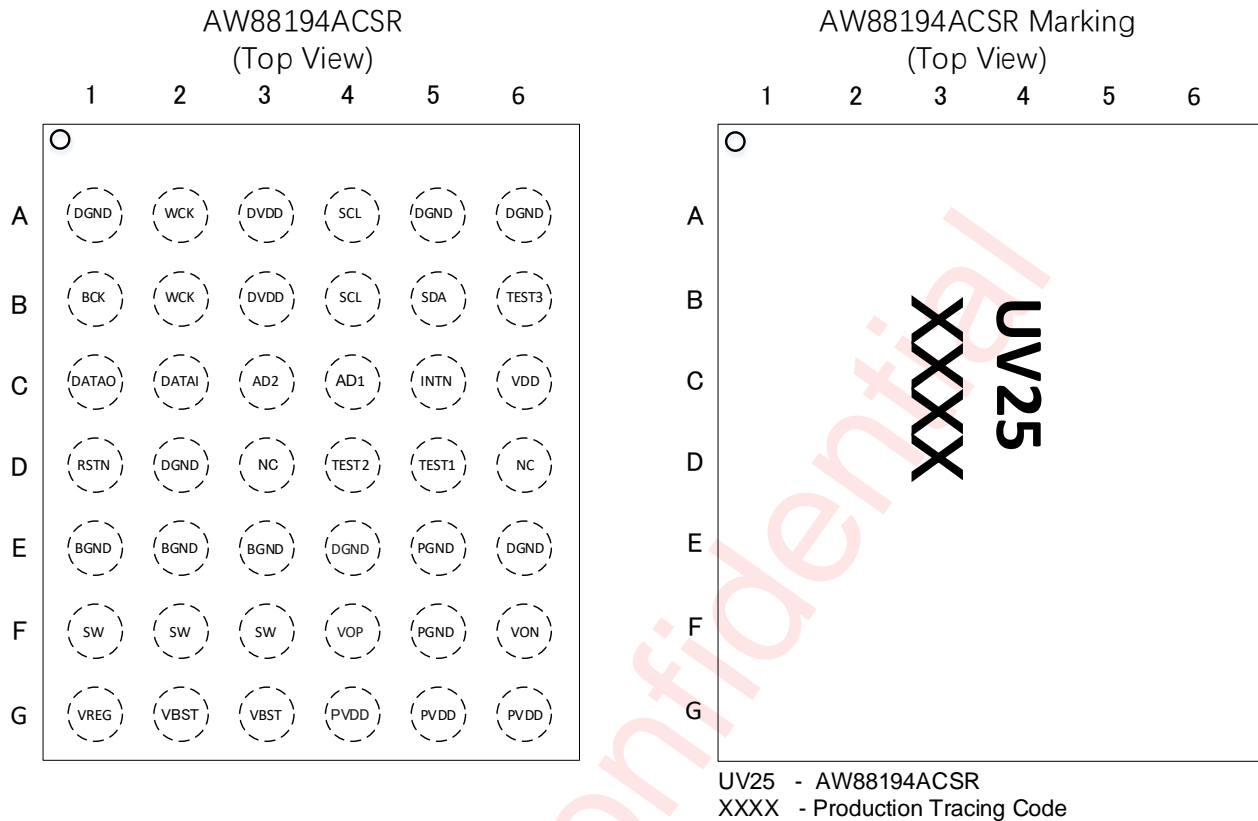 AW88194ACSR
(Top View)
1 2 3 4 5 6
A DGND WCK DVDD SCL DGND DGND
B BCK WCK DVDD SCL SDA TEST3
C DATAO DATAI AD2 AD1 INTN VDD
D RSTN DGND NC TEST2 TEST1 NC
E BGND BGND BGND DGND PGND DGND
F SW SW SW VOP PGND VON
G VREG VBST VBST PVDD PVDD PVDD
AW88194ACSR Marking
(Top View)
1 2 3 4 5 6
A
B
C
D
E
F
G
UV25
XXXX
UV25 - AW88194ACSR
XXXX - Production Tracing Code
onfidential